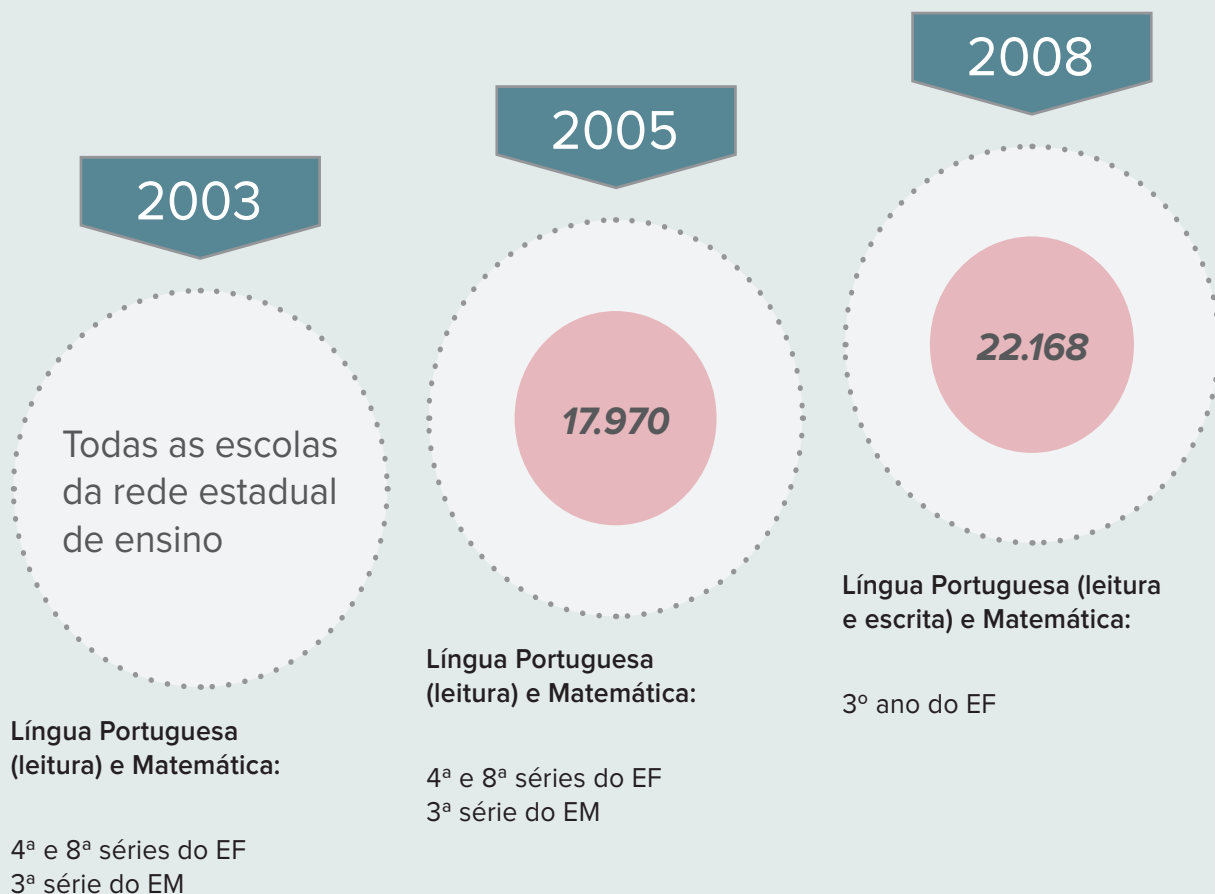 2003
Todas as escolas
da rede estadual
de ensino
Língua Portuguesa
(leitura) e Matemática:
4ª e 8ª séries do EF
3ª série do EM
2005
17.970
Língua Portuguesa
(leitura) e Matemática:
4ª e 8ª séries do EF
3ª série do EM
2008
22.168
Língua Portuguesa (leitura
e escrita) e Matemática:
3º ano do EF